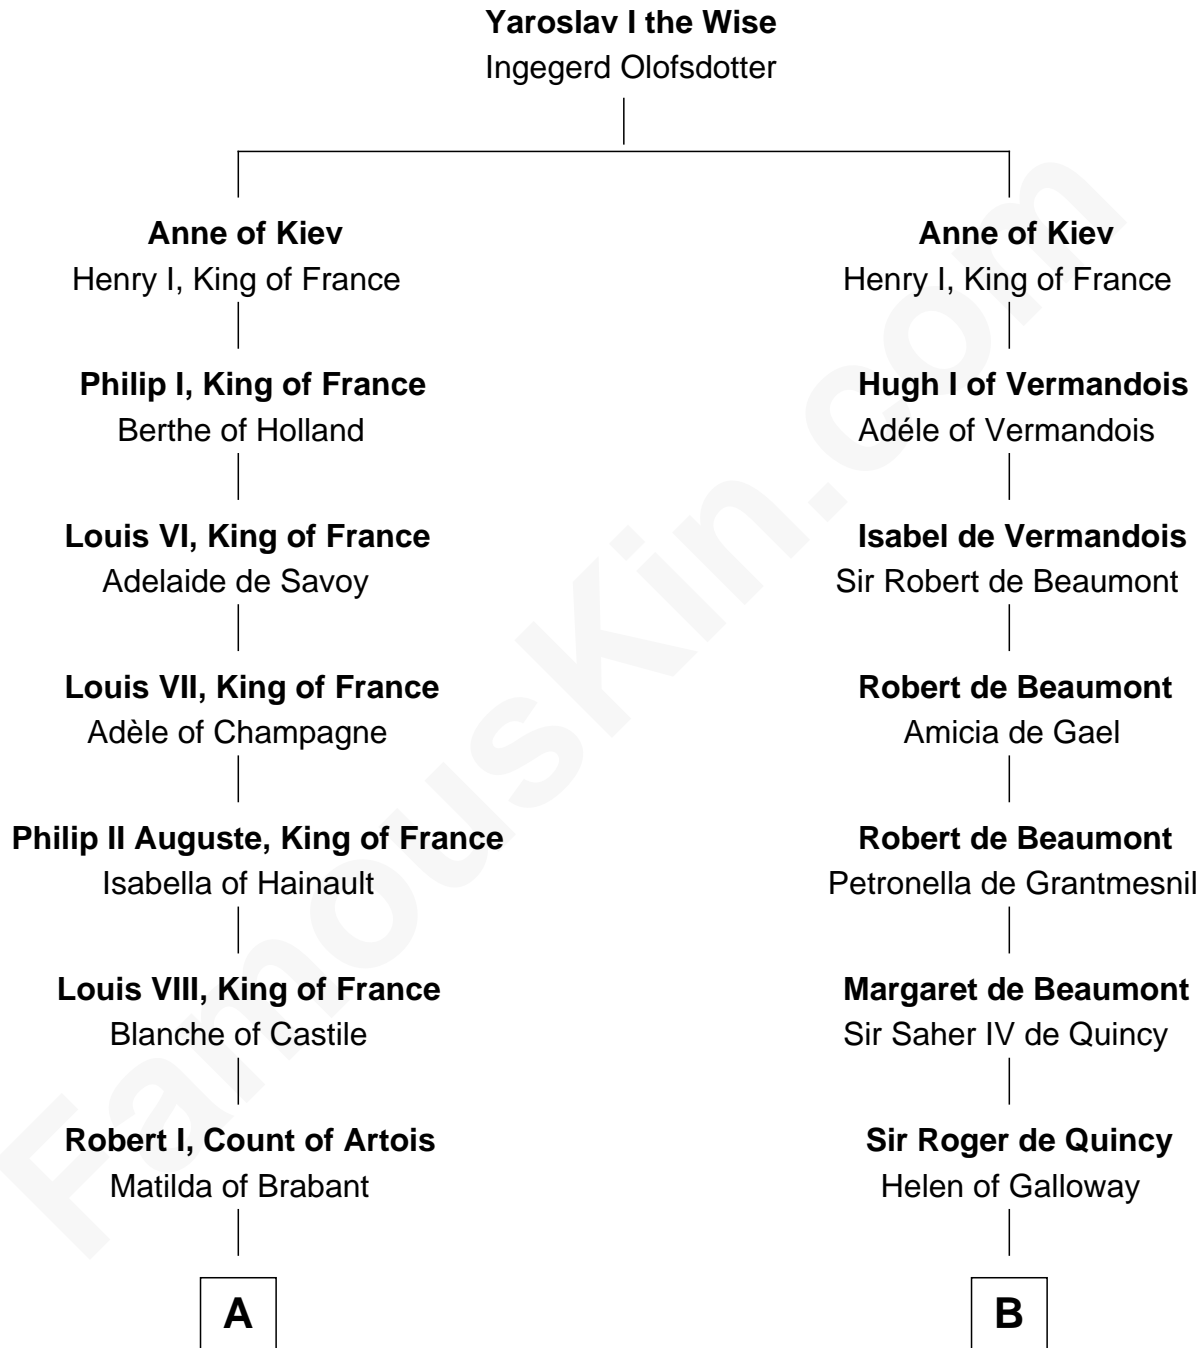 Yaroslav I the Wise
Ingegerd Olofsdotter
Anne of Kiev
Henry I, King of France
Philip I, King of France
Berthe of Holland
Louis VI, King of France
Adelaide de Savoy
Louis VII, King of France
Adèle of Champagne
Philip II Auguste, King of France
Isabella of Hainault
Louis VIII, King of France
Blanche of Castile
Robert I, Count of Artois
Matilda of Brabant
A
Anne of Kiev
Henry I, King of France
Hugh I of Vermandois
Adéle of Vermandois
Isabel de Vermandois
Sir Robert de Beaumont
Robert de Beaumont
Amicia de Gael
Robert de Beaumont
Petronella de Grantmesnil
Margaret de Beaumont
Sir Saher IV de Quincy
Sir Roger de Quincy
Helen of Galloway
B
FamousKin.com